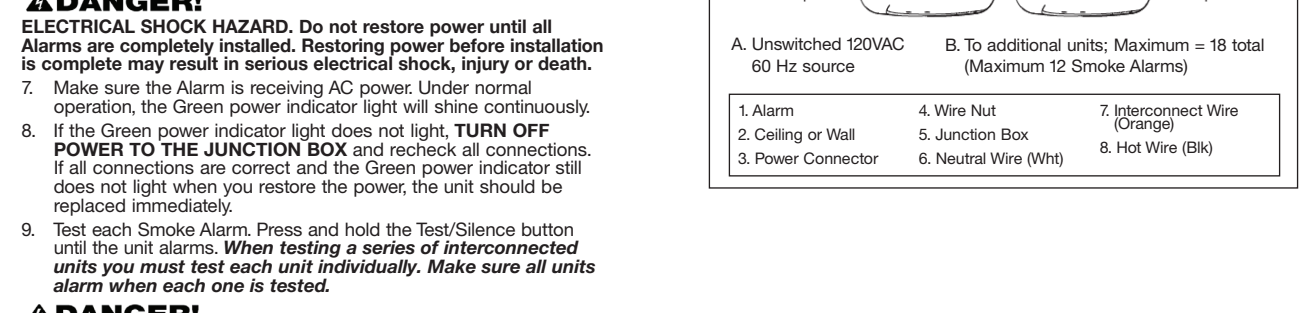 DANGER!
ELECTRICAL SHOCK HAZARD. Do not restore power until all
Alarms are completely installed. Restoring power before installation
is complete may result in serious electrical shock, injury or death.
7. Make sure the Alarm is receiving AC power. Under normal
operation, the Green power indicator light will shine continuously.
8. If the Green power indicator light does not light, TURN OFF
POWER TO THE JUNCTION BOX and recheck all connections.
If all connections are correct and the Green power indicator still
does not light when you restore the power, the unit should be
replaced immediately.
9. Test each Smoke Alarm. Press and hold the Test/Silence button
until the unit alarms. When testing a series of interconnected
units you must test each unit individually. Make sure all units
alarm when each one is tested.
DANGER!
A. Unswitched 120VAC
60 Hz source
B. To additional units; Maximum = 18 total
(Maximum 12 Smoke Alarms)
1. Alarm
2. Ceiling or Wall
3. Power Connector
4. Wire Nut
5. Junction Box
6. Neutral Wire (Wht)
7. Interconnect Wire
(Orange)
8. Hot Wire (Blk)